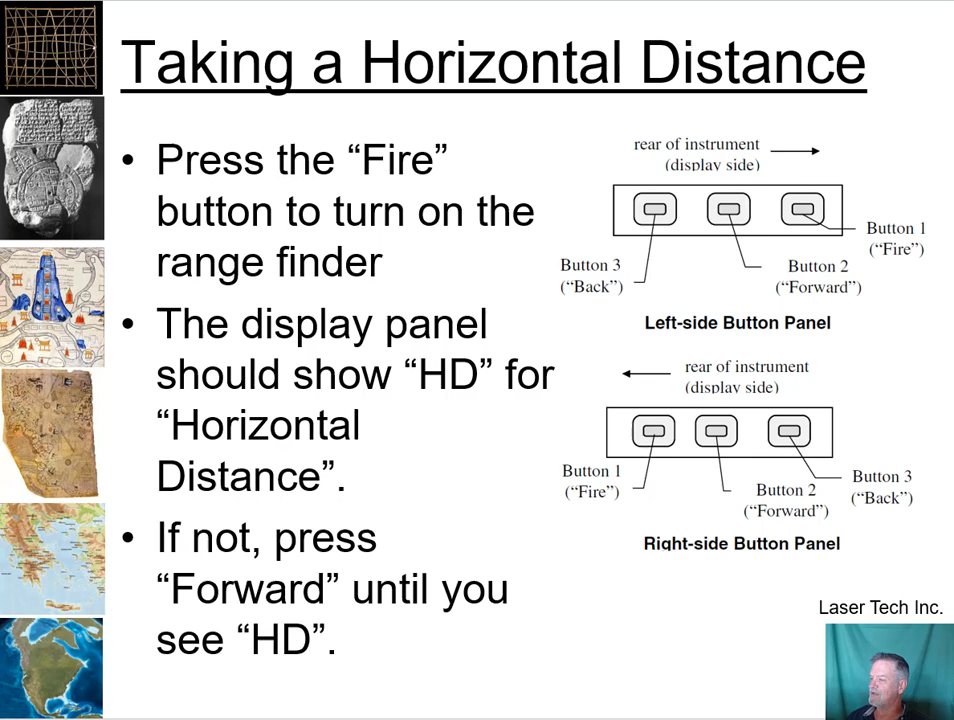 Taking a Horizontal Distance
• Press the “Fire”
button to turn on the
range finder
• The display panel
should show “HD” for
“Horizontal
Distance”.
• If not, press
“Forward” until you
see “HD”.
rear of instrument
(display side)
Button 1
(“Fire”)
Button 2
(“Forward”)
Button 3
(“Back”)
Left-side Button Panel
rear of instrument
(display side)
Button 1
(“Fire”)
Button 2
(“Forward”)
Button 3
(“Back”)
Right-side Button Panel
Laser Tech Inc.